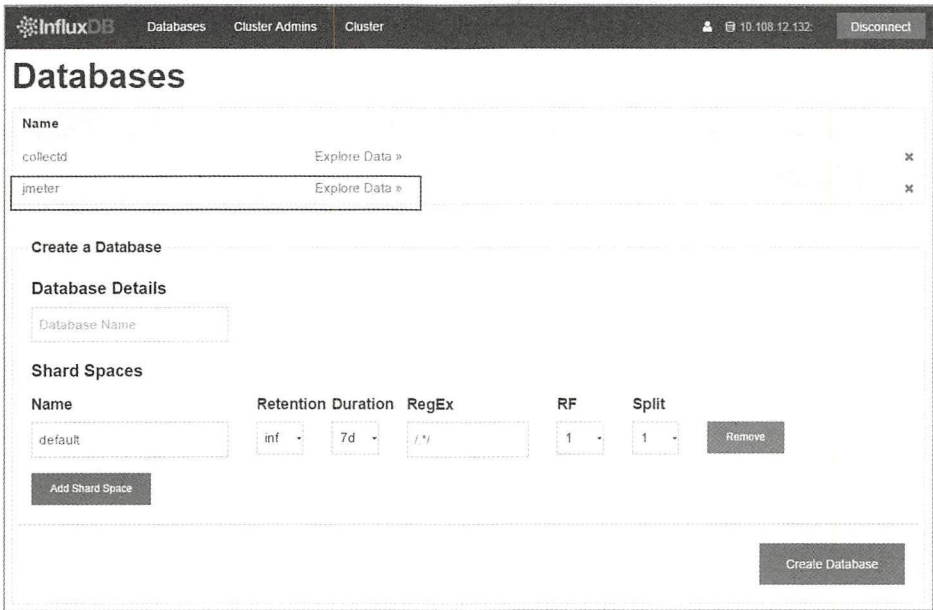 InfluxDB Databases Cluster Admins Cluster 10.108.12.132: Disconnect
Databases
Name
collectd Explore Data »
jmeter Explore Data »
Create a Database
Database Details
Database Name
Shard Spaces
Name Retention Duration RegEx RF Split
default inf 7d /.*/ 1 1 Remove
Add Shard Space
Create Database